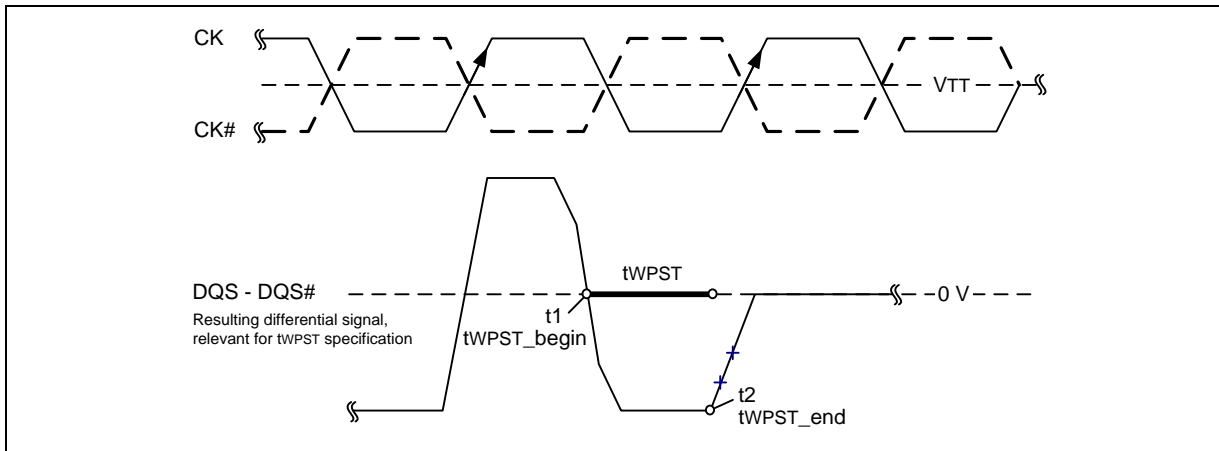 CK
VTT
CK#
tWPST
DQS - DQS#
0 V
Resulting differential signal,
relevant for tWPST specification
t1
tWPST_begin
t2
tWPST_end